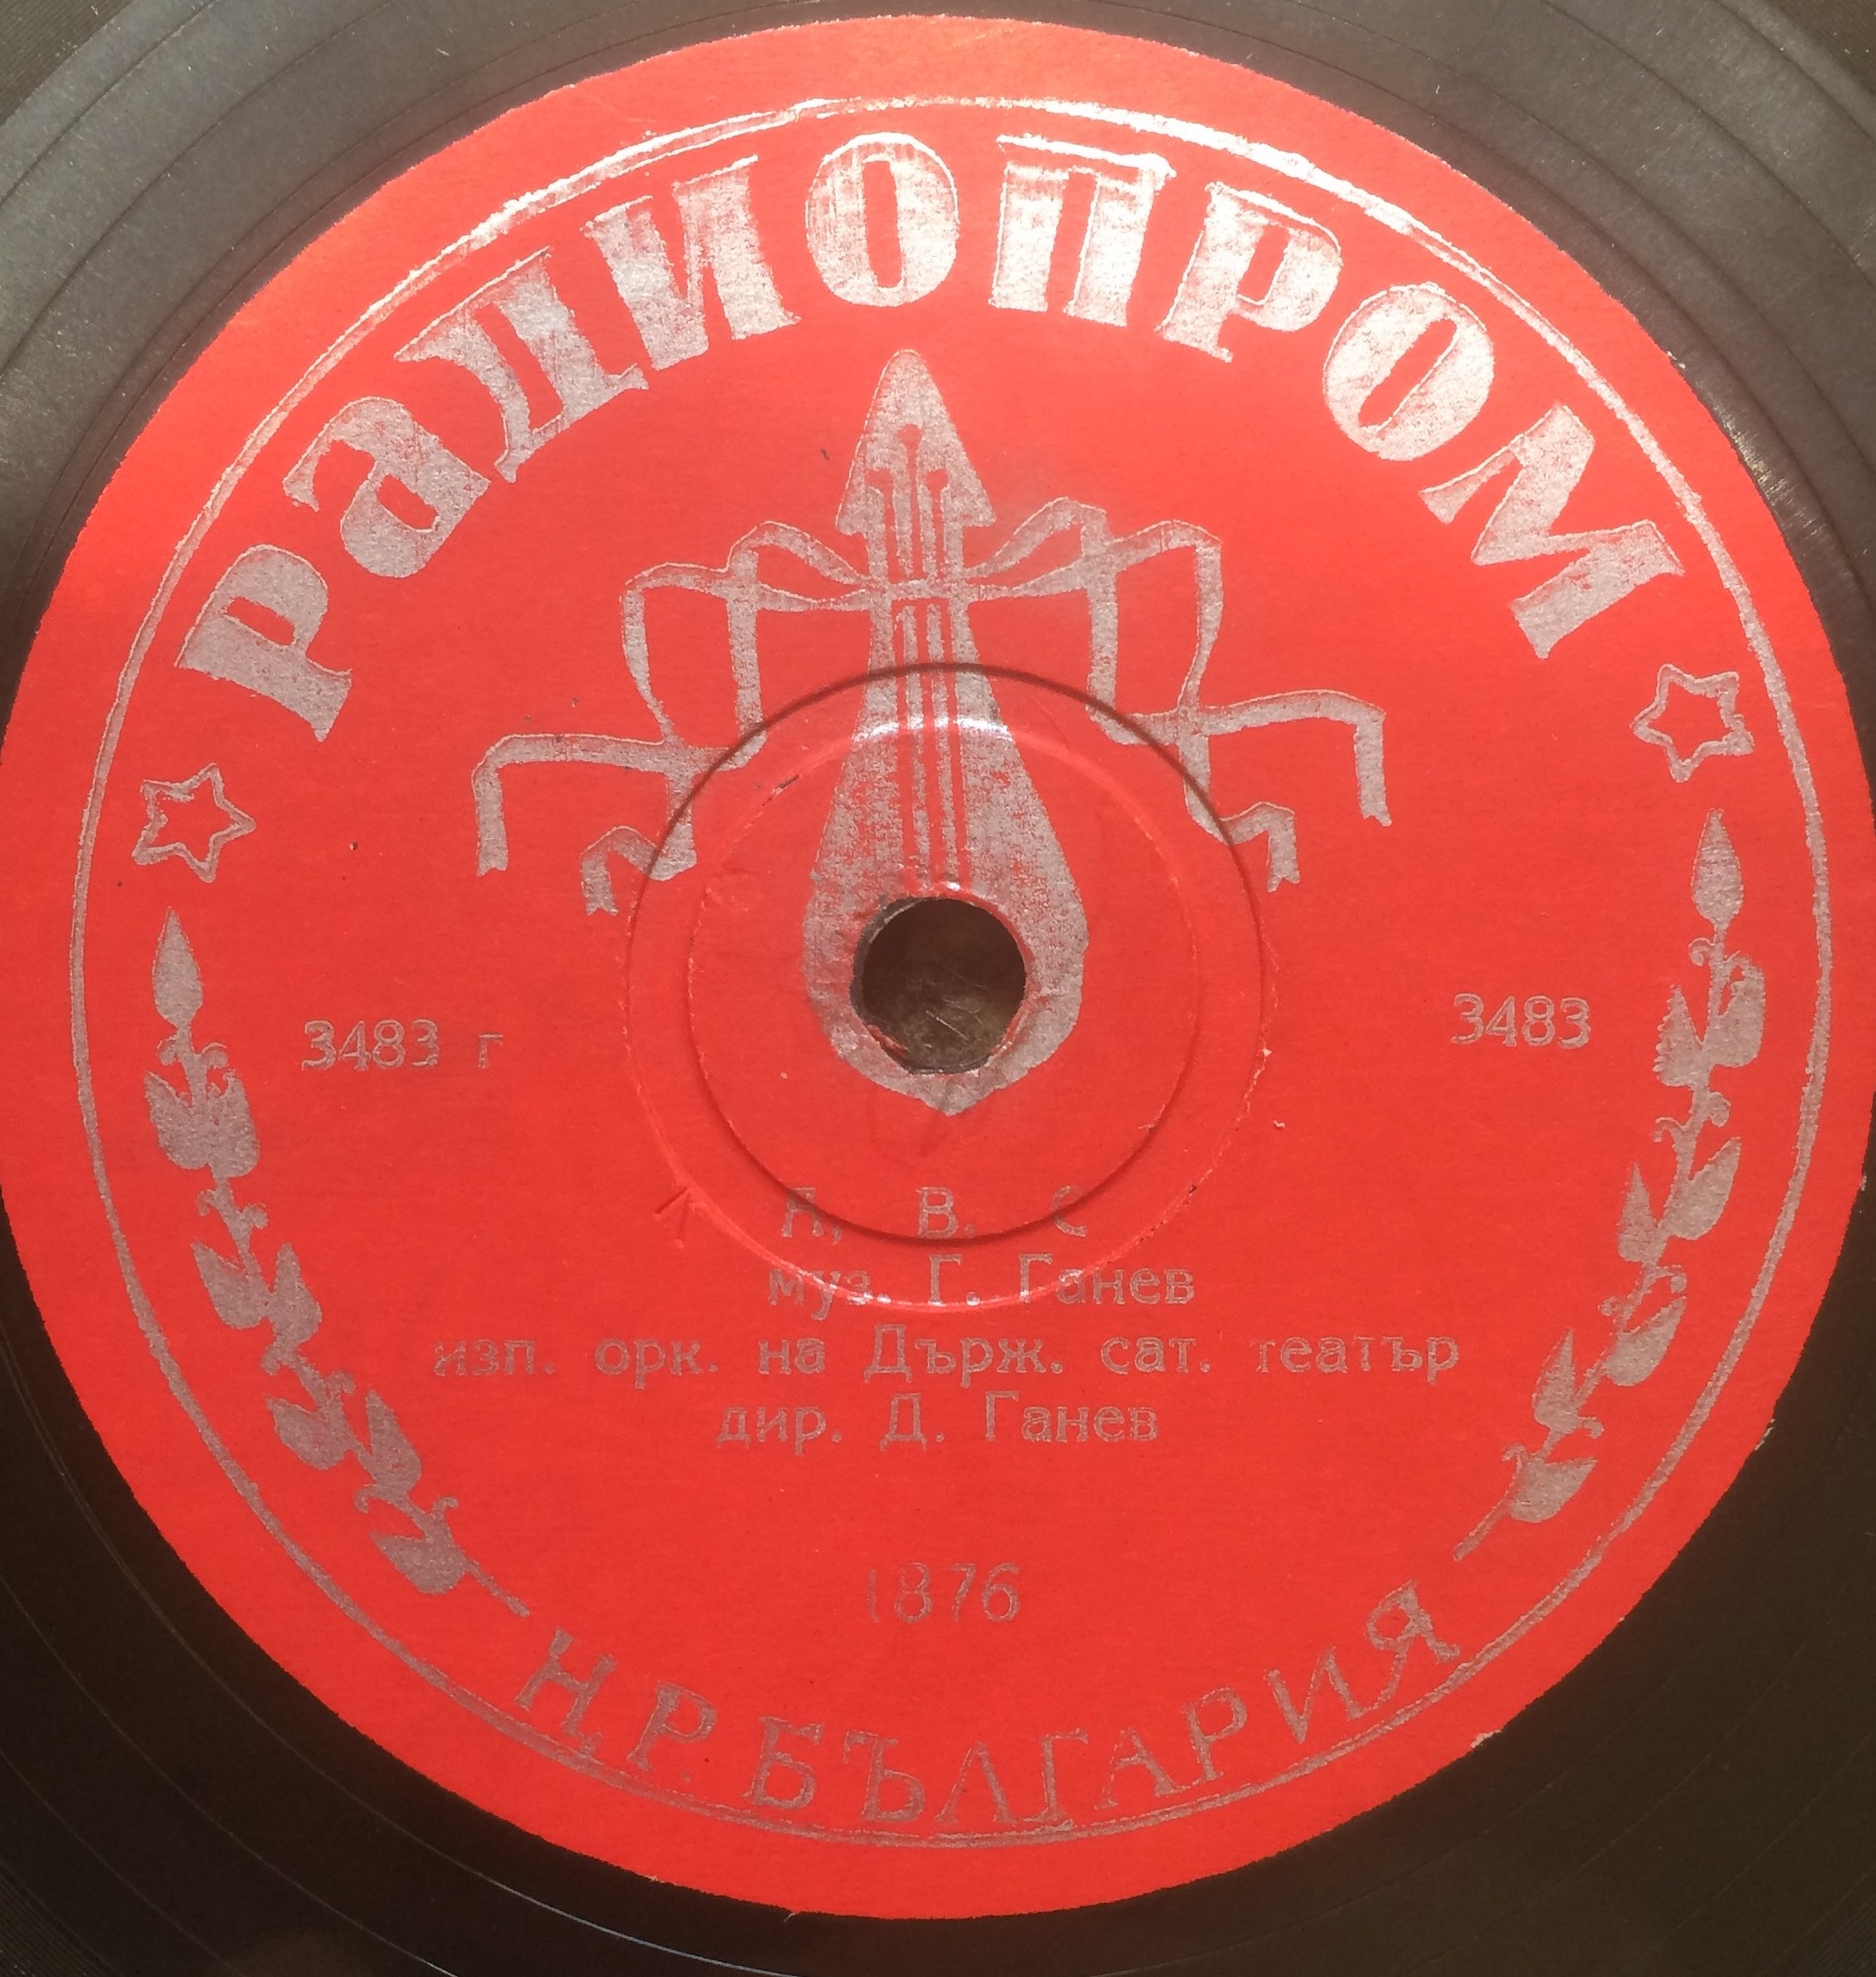 РАДИОПРОМ
3483 г
3483
В. С
муз. Г. Ганев
изп. орк. на Държ. сат. театър
дир. Д. Ганев
1876
Н.Р. БЪЛГАРИЯ